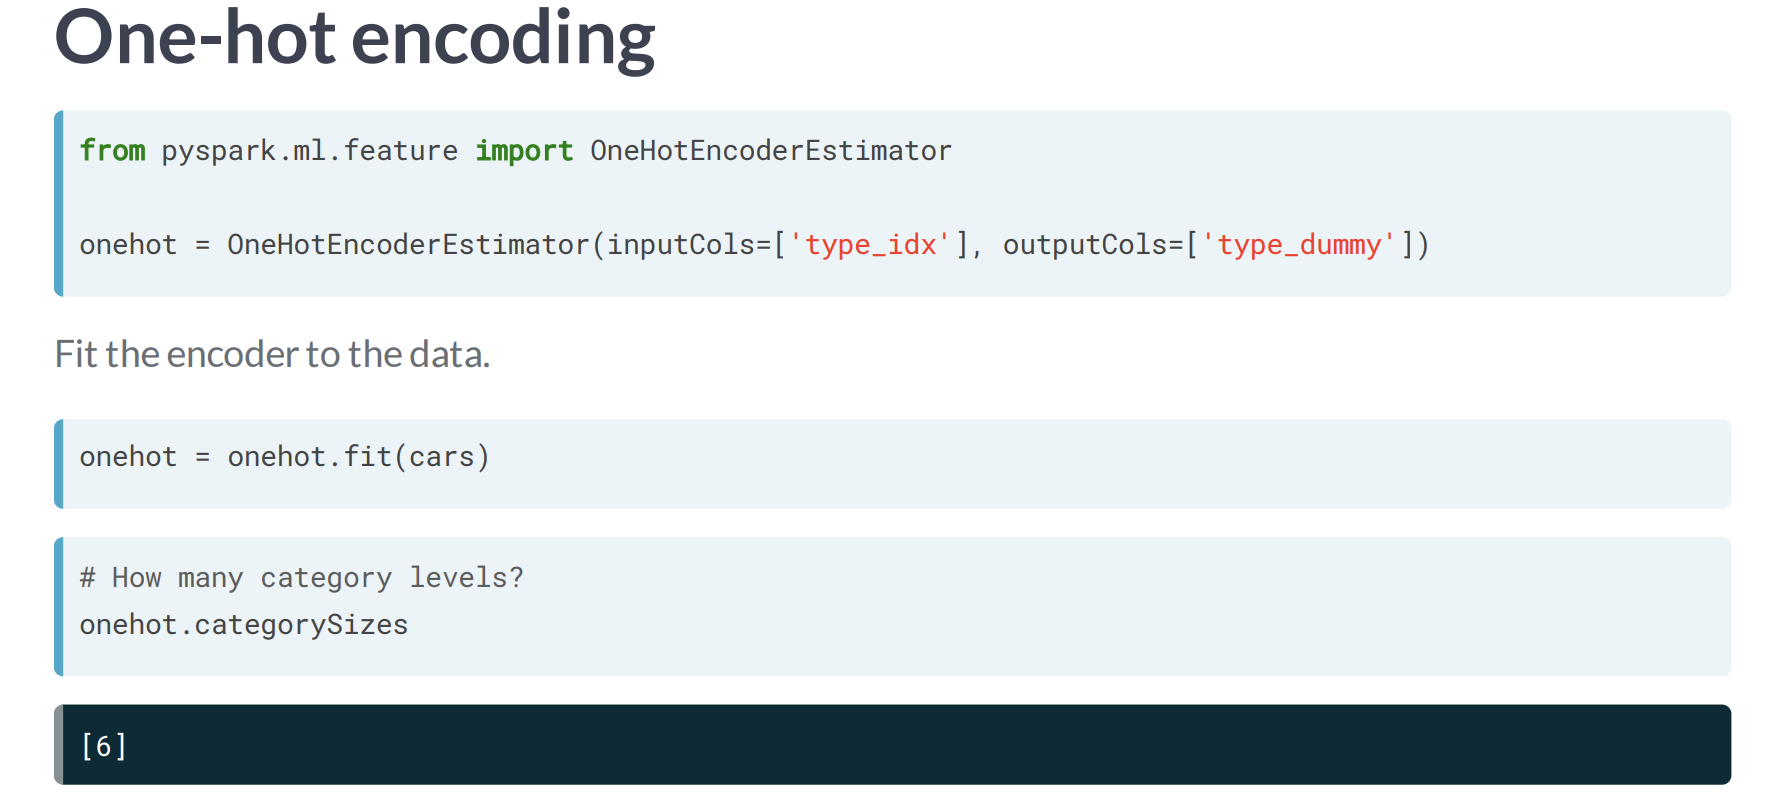 One-hot encoding
from pyspark.ml.feature import OneHotEncoderEstimator
onehot = OneHotEncoderEstimator(inputCols=['type_idx'], outputCols=['type_dummy'])
Fit the encoder to the data.
onehot = onehot.fit(cars)
# How many category levels?
onehot.categorySizes
[6]